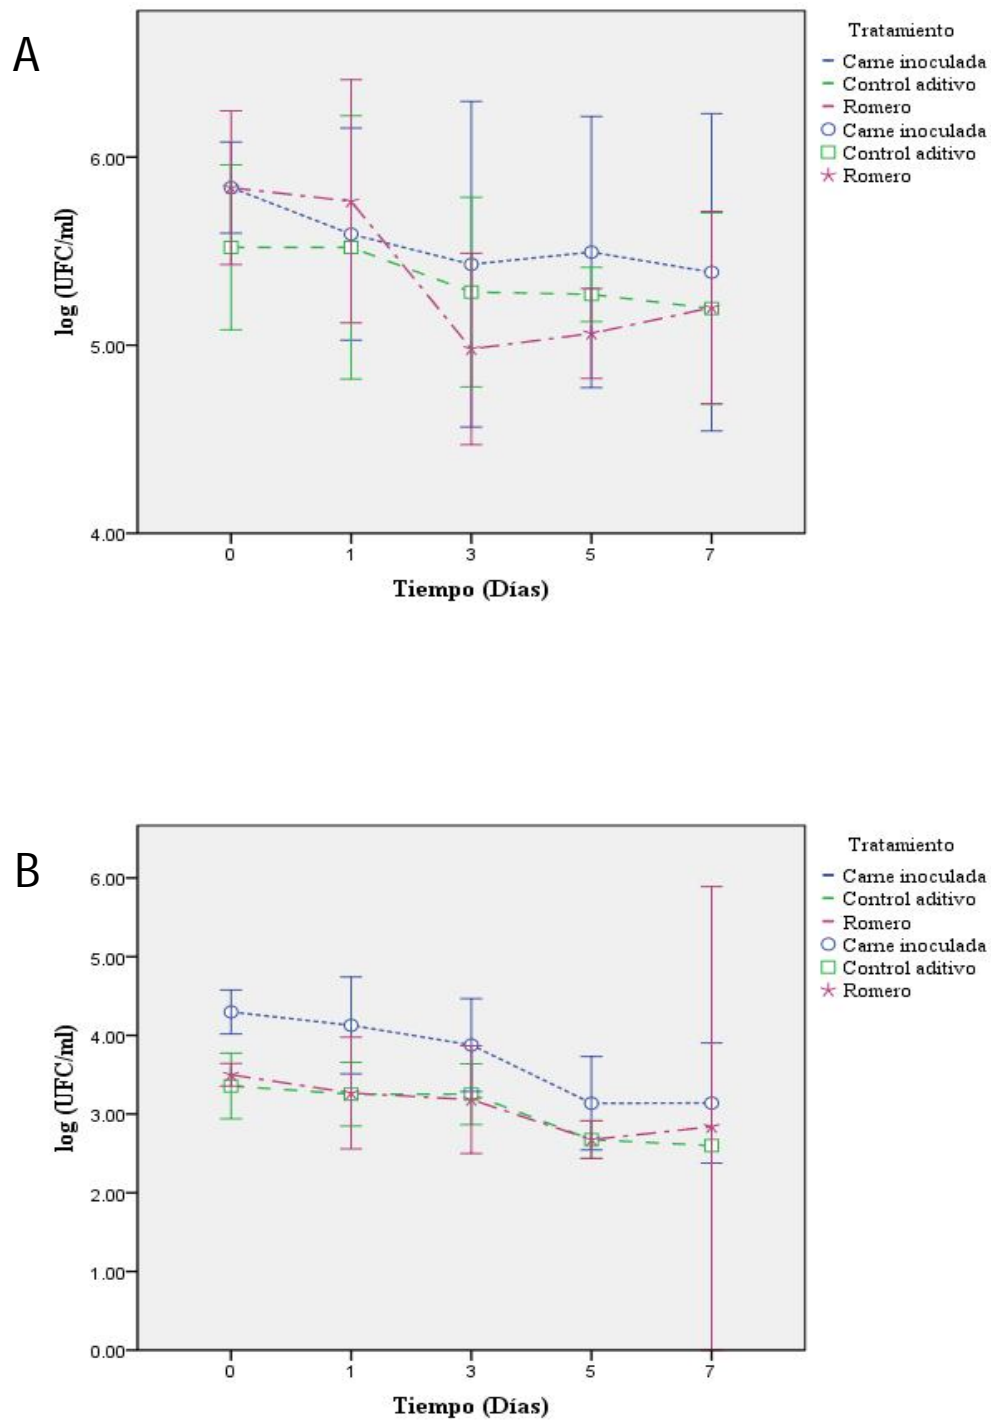 A
Tratamiento
Carne inoculada
Control aditivo
Romero
Carne inoculada
Control aditivo
Romero
log (UFC/ml)
6.00
5.00
4.00
0 1 3 5 7
Tiempo (Días)
B
Tratamiento
Carne inoculada
Control aditivo
Romero
Carne inoculada
Control aditivo
Romero
log (UFC/ml)
6.00
5.00
4.00
3.00
2.00
1.00
0.00
0 1 3 5 7
Tiempo (Días)